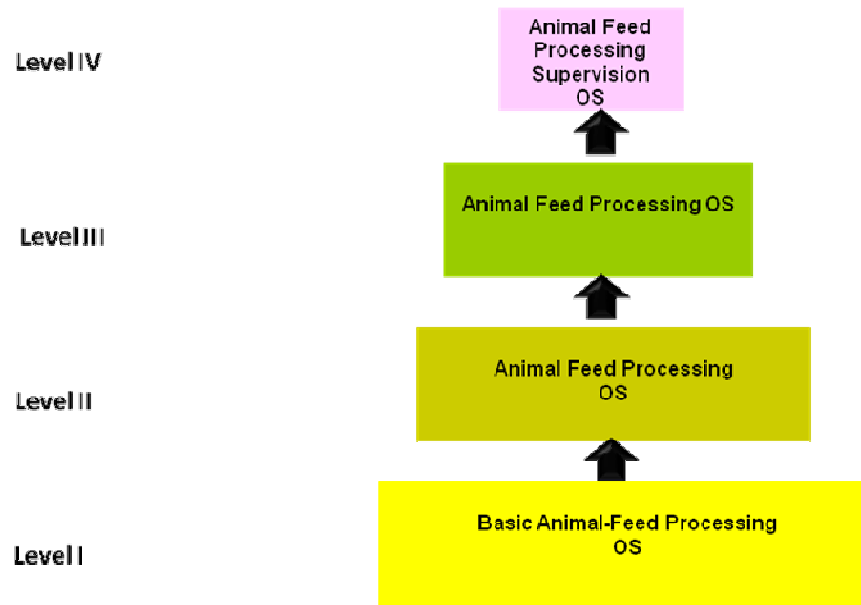 Level IV
Animal Feed
Processing
Supervision
OS
Level III
Animal Feed Processing OS
Level II
Animal Feed Processing
OS
Level I
Basic Animal-Feed Processing
OS